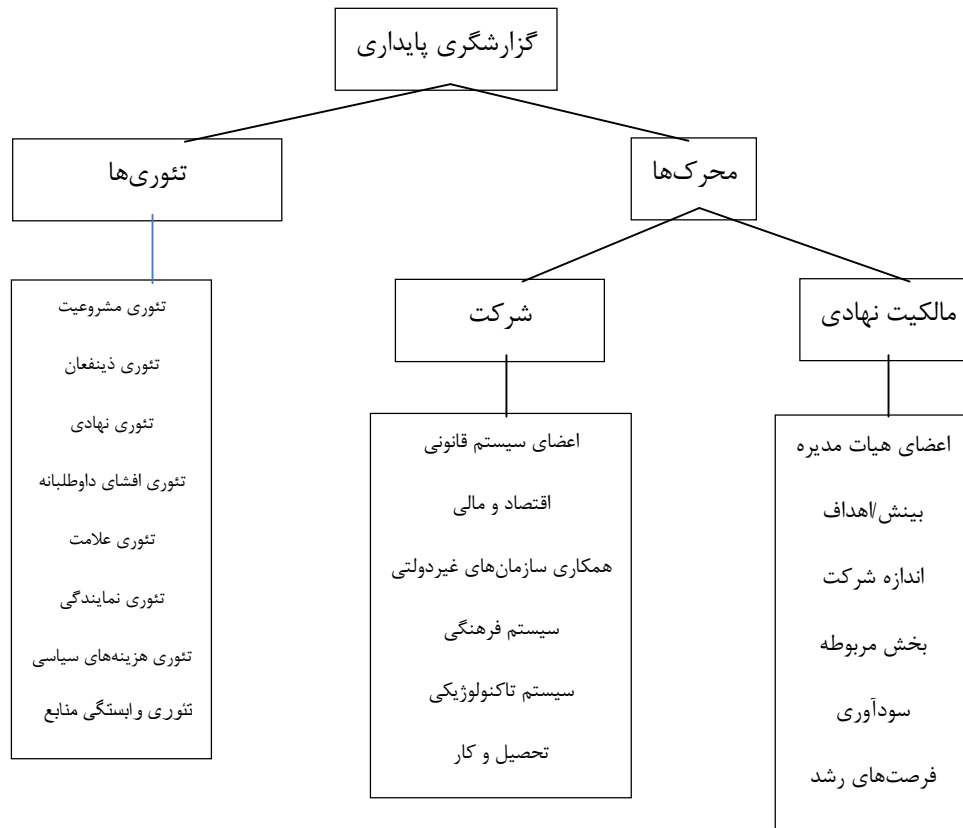 گزارشگری پایداری
محرک‌ها
تئوری‌ها
مالکیت نهادی
شرکت
اعضای هیات مدیره
بینش/اهداف
اندازه شرکت
بخش مربوطه
سودآوری
فرصت‌های رشد
اعضای سیستم قانونی
اقتصاد و مالی
همکاری سازمان‌های غیردولتی
سیستم فرهنگی
سیستم تاکنولوژیکی
تحصیل و کار
تئوری مشروعیت
تئوری ذینفعان
تئوری نهادی
تئوری افشای داوطلبانه
تئوری علامت
تئوری نمایندگی
تئوری هزینه‌های سیاسی
تئوری وابستگی منابع